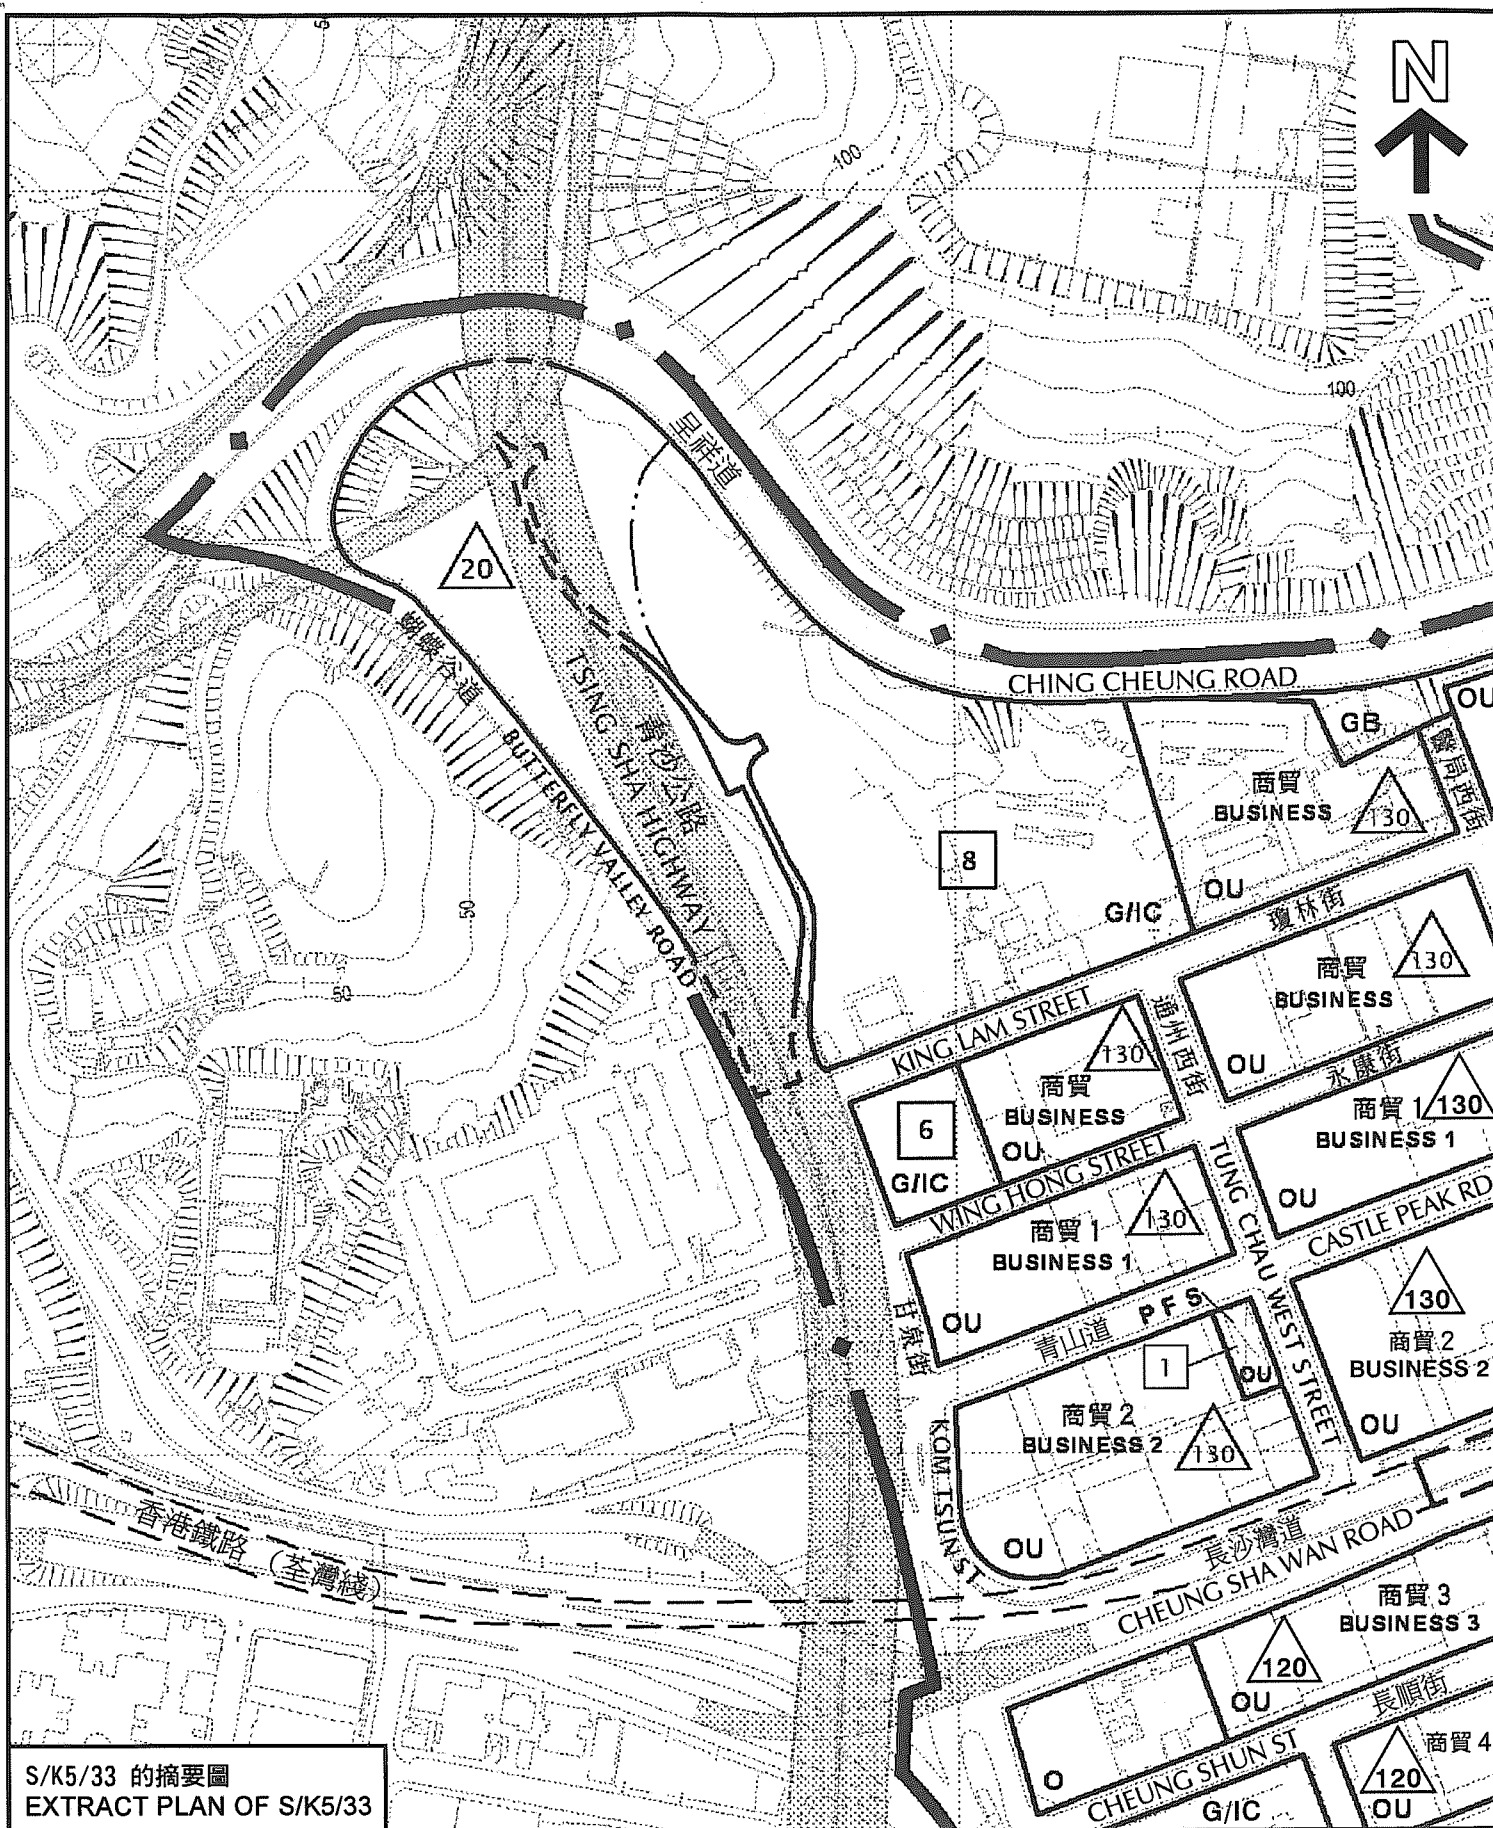 N
100
100
呈祥道
20
蝴蝶谷道
CHING CHEUNG ROAD
TSING SHA HIGHWAY
青沙公路
BUTTERFLY VALLEY ROAD
GB
OU
醫局西街
商貿
BUSINESS
130
8
OU
G/IC
瓊林街
50
50
商貿
BUSINESS
130
KING LAM STREET
通州西街
OU
永康街
130
商貿
BUSINESS
OU
6
G/IC
商貿 1
BUSINESS 1
130
OU
WING HONG STREET
TUNG CHAU WEST STREET
CASTLE PEAK RD
商貿 1
BUSINESS 1
130
OU
甘泉街
青山道
P F S
1
OU
130
商貿 2
BUSINESS 2
OU
商貿 2
BUSINESS 2
130
OU
KOM TSUN ST
長沙灣道
CHEUNG SHA WAN ROAD
香港鐵路（荃灣綫）
商貿 3
BUSINESS 3
120
OU
長順街
O
CHEUNG SHUN ST
G/IC
商貿 4
120
OU
S/K5/33 的摘要圖
EXTRACT PLAN OF S/K5/33